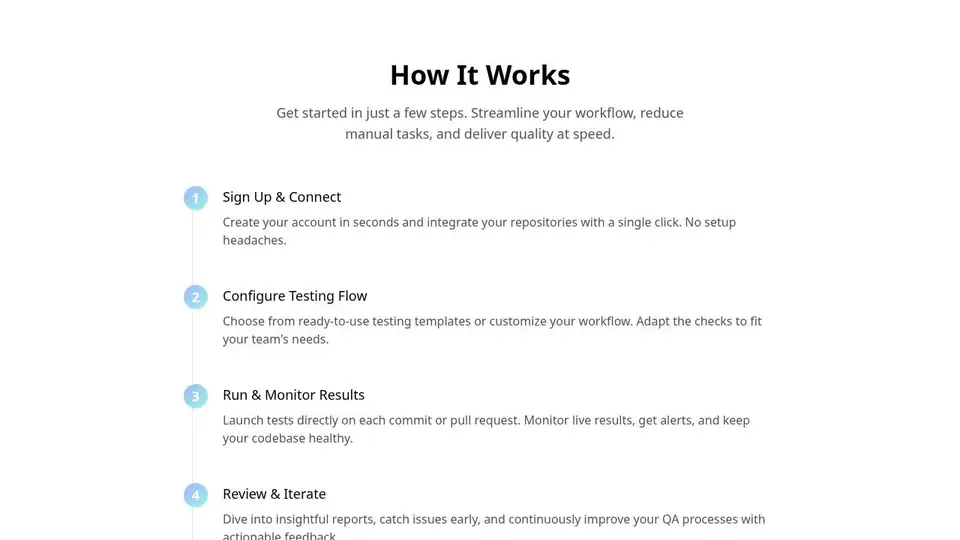 How It Works
Get started in just a few steps. Streamline your workflow, reduce
manual tasks, and deliver quality at speed.
1
Sign Up & Connect
Create your account in seconds and integrate your repositories with a single click. No setup
headaches.
2
Configure Testing Flow
Choose from ready-to-use testing templates or customize your workflow. Adapt the checks to fit
your team's needs.
3
Run & Monitor Results
Launch tests directly on each commit or pull request. Monitor live results, get alerts, and keep
your codebase healthy.
4
Review & Iterate
Dive into insightful reports, catch issues early, and continuously improve your QA processes with
actionable feedback.